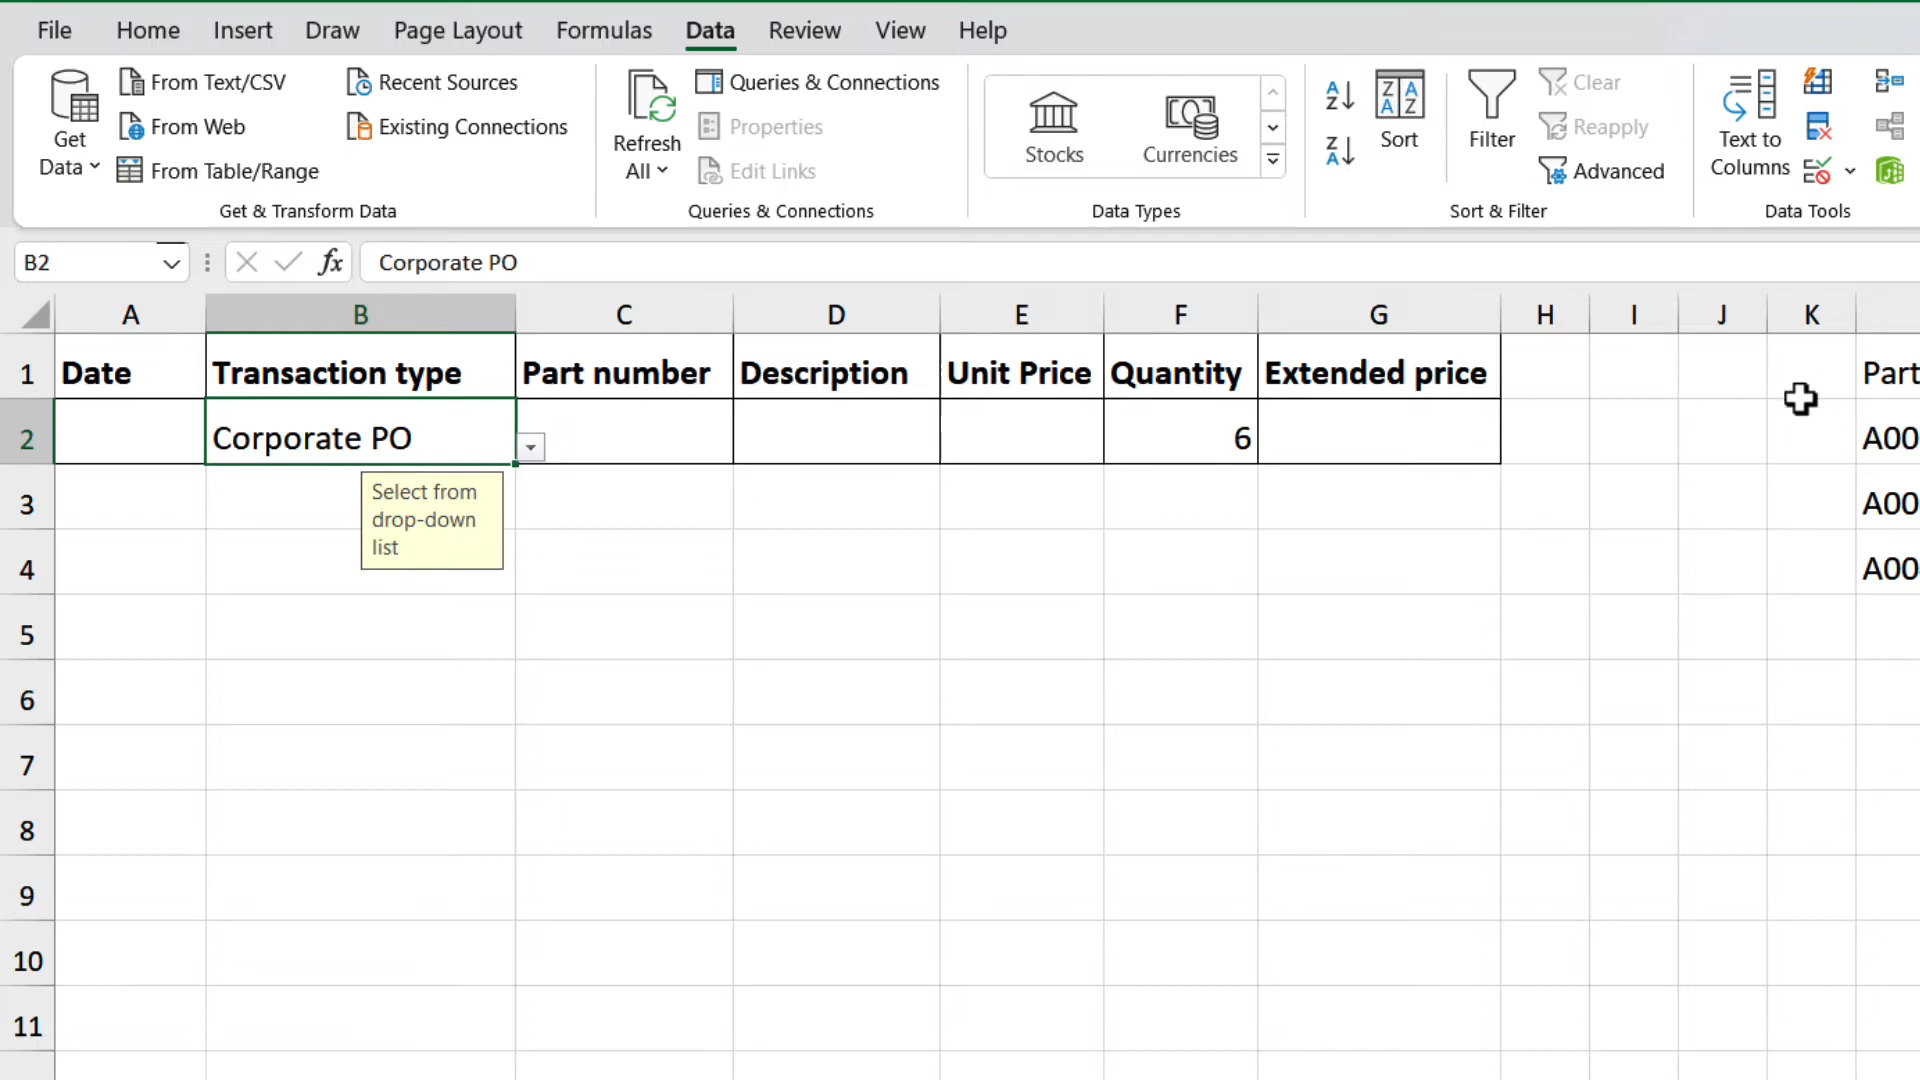 File Home Insert Draw Page Layout Formulas Data Review View Help
Get Data
From Text/CSV
From Web
From Table/Range
Recent Sources
Existing Connections
Get & Transform Data
Refresh All
Queries & Connections
Properties
Edit Links
Queries & Connections
Stocks
Currencies
Data Types
Sort
Filter
Clear
Reapply
Advanced
Sort & Filter
Text to Columns
Data Tools
B2
fx
Corporate PO
A B C D E F G H I J K
1 Date Transaction type Part number Description Unit Price Quantity Extended price Part
2 Corporate PO 6 A00
Select from
drop-down
list
3 A00
4 A00
5
6
7
8
9
10
11